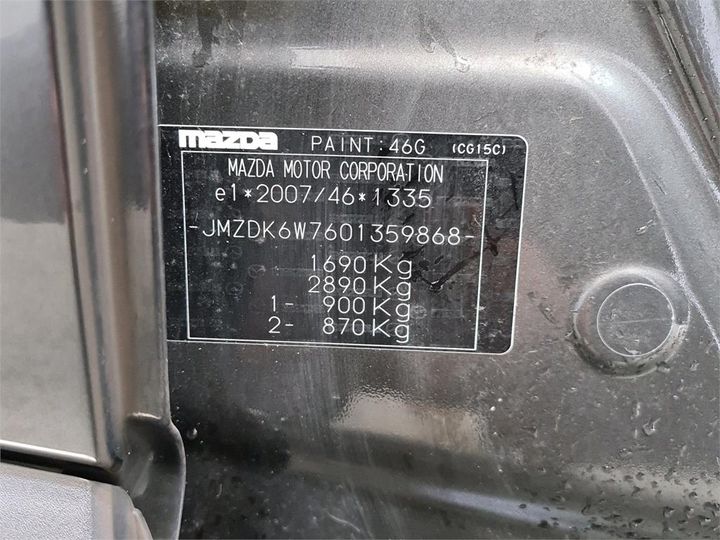 mazda PAINT:46G (CG15C)
MAZDA MOTOR CORPORATION
e1*2007/46*1335
-JMZDK6W7601359868-
1690Kg
2890Kg
1- 900Kg
2- 870Kg